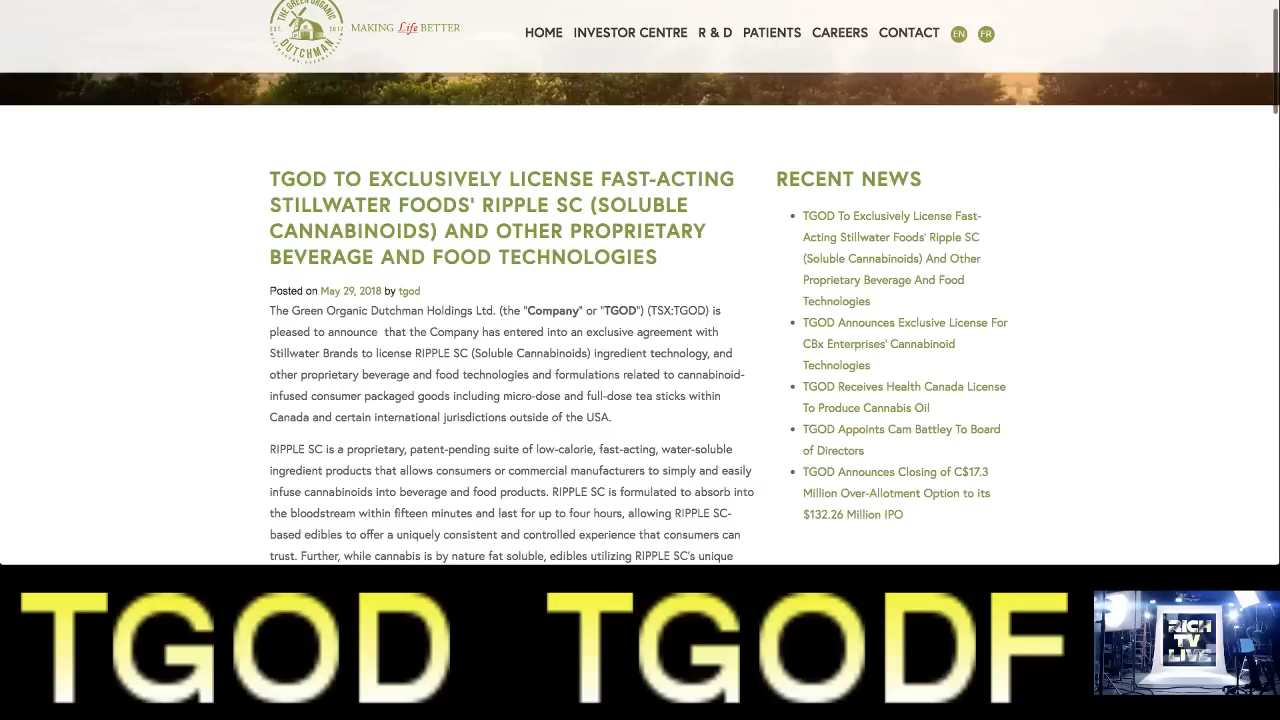 THE GREEN ORGANIC
EST. 2012
DUTCHMAN
MAKING Life BETTER
HOME INVESTOR CENTRE R & D PATIENTS CAREERS CONTACT EN FR
TGOD TO EXCLUSIVELY LICENSE FAST-ACTING
STILLWATER FOODS' RIPPLE SC (SOLUBLE
CANNABINOIDS) AND OTHER PROPRIETARY
BEVERAGE AND FOOD TECHNOLOGIES
Posted on May 29, 2018 by tgod
The Green Organic Dutchman Holdings Ltd. (the "Company" or "TGOD") (TSX:TGOD) is
pleased to announce that the Company has entered into an exclusive agreement with
Stillwater Brands to license RIPPLE SC (Soluble Cannabinoids) ingredient technology, and
other proprietary beverage and food technologies and formulations related to cannabinoid-
infused consumer packaged goods including micro-dose and full-dose tea sticks within
Canada and certain international jurisdictions outside of the USA.
RIPPLE SC is a proprietary, patent-pending suite of low-calorie, fast-acting, water-soluble
ingredient products that allows consumers or commercial manufacturers to simply and easily
infuse cannabinoids into beverage and food products. RIPPLE SC is formulated to absorb into
the bloodstream within fifteen minutes and last for up to four hours, allowing RIPPLE SC-
based edibles to offer a uniquely consistent and controlled experience that consumers can
trust. Further, while cannabis is by nature fat soluble, edibles utilizing RIPPLE SC's unique
RECENT NEWS
• TGOD To Exclusively License Fast-
Acting Stillwater Foods' Ripple SC
(Soluble Cannabinoids) And Other
Proprietary Beverage And Food
Technologies
• TGOD Announces Exclusive License For
CBx Enterprises' Cannabinoid
Technologies
• TGOD Receives Health Canada License
To Produce Cannabis Oil
• TGOD Appoints Cam Battley To Board
of Directors
• TGOD Announces Closing of C$17.3
Million Over-Allotment Option to its
$132.26 Million IPO
TGOD TGODF
RICH
TV
LIVE